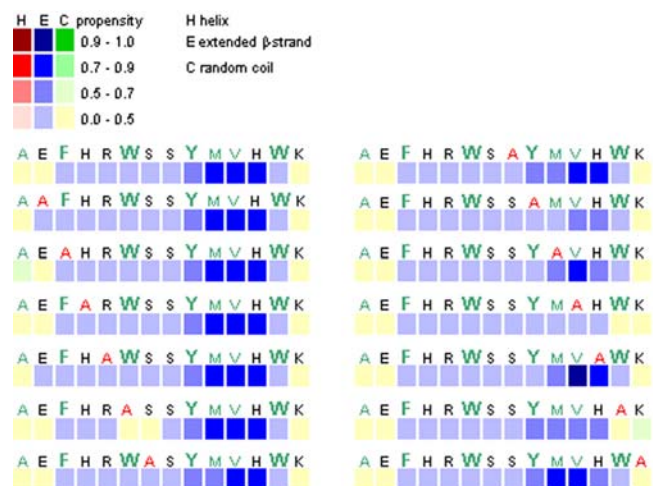 H E C propensity H helix
0.9 - 1.0 E extended β-strand
0.7 - 0.9 C random coil
0.5 - 0.7
0.0 - 0.5
A E F H R W S S Y M V H W K
A A F H R W S S Y M V H W K
A E A H R W S S Y M V H W K
A E F A R W S S Y M V H W K
A E F H A W S S Y M V H W K
A E F H R A S S Y M V H W K
A E F H R W A S Y M V H W K
A E F H R W S A Y M V H W K
A E F H R W S S A M V H W K
A E F H R W S S Y A V H W K
A E F H R W S S Y M A H W K
A E F H R W S S Y M V A W K
A E F H R W S S Y M V H A K
A E F H R W S S Y M V H W A